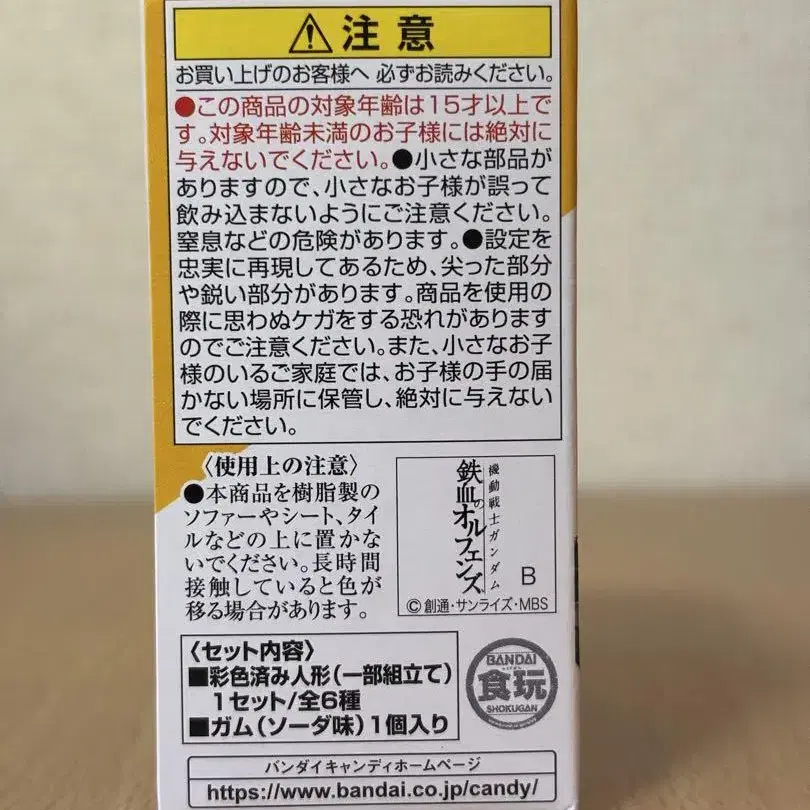 注意
お買い上げのお客様へ 必ずお読みください。
●この商品の対象年齢は15才以上で
す。対象年齢未満のお子様には絶対に
与えないでください。●小さな部品が
ありますので、小さなお子様が誤って
飲み込まないようにご注意ください。
窒息などの危険があります。●設定を
忠実に再現してあるため、尖った部分
や鋭い部分があります。商品を使用の
際に思わぬケガをする恐れがあります
のでご注意ください。また、小さなお子
様のいるご家庭では、お子様の手の届
かない場所に保管し、絶対に与えない
でください。
〈使用上の注意〉
●本商品を樹脂製の
ソファーやシート、タイ
ルなどの上に置かな
いでください。長時間
接触していると色が
移る場合があります。
機動戦士ガンダム
鉄血のオルフェンズ
B
©創通・サンライズ・MBS
〈セット内容〉
■彩色済み人形(一部組立て)
1セット/全6種
■ガム(ソーダ味)1個入り
BANDAI
食玩
SHOKUGAN
バンダイキャンディホームページ
https://www.bandai.co.jp/candy/